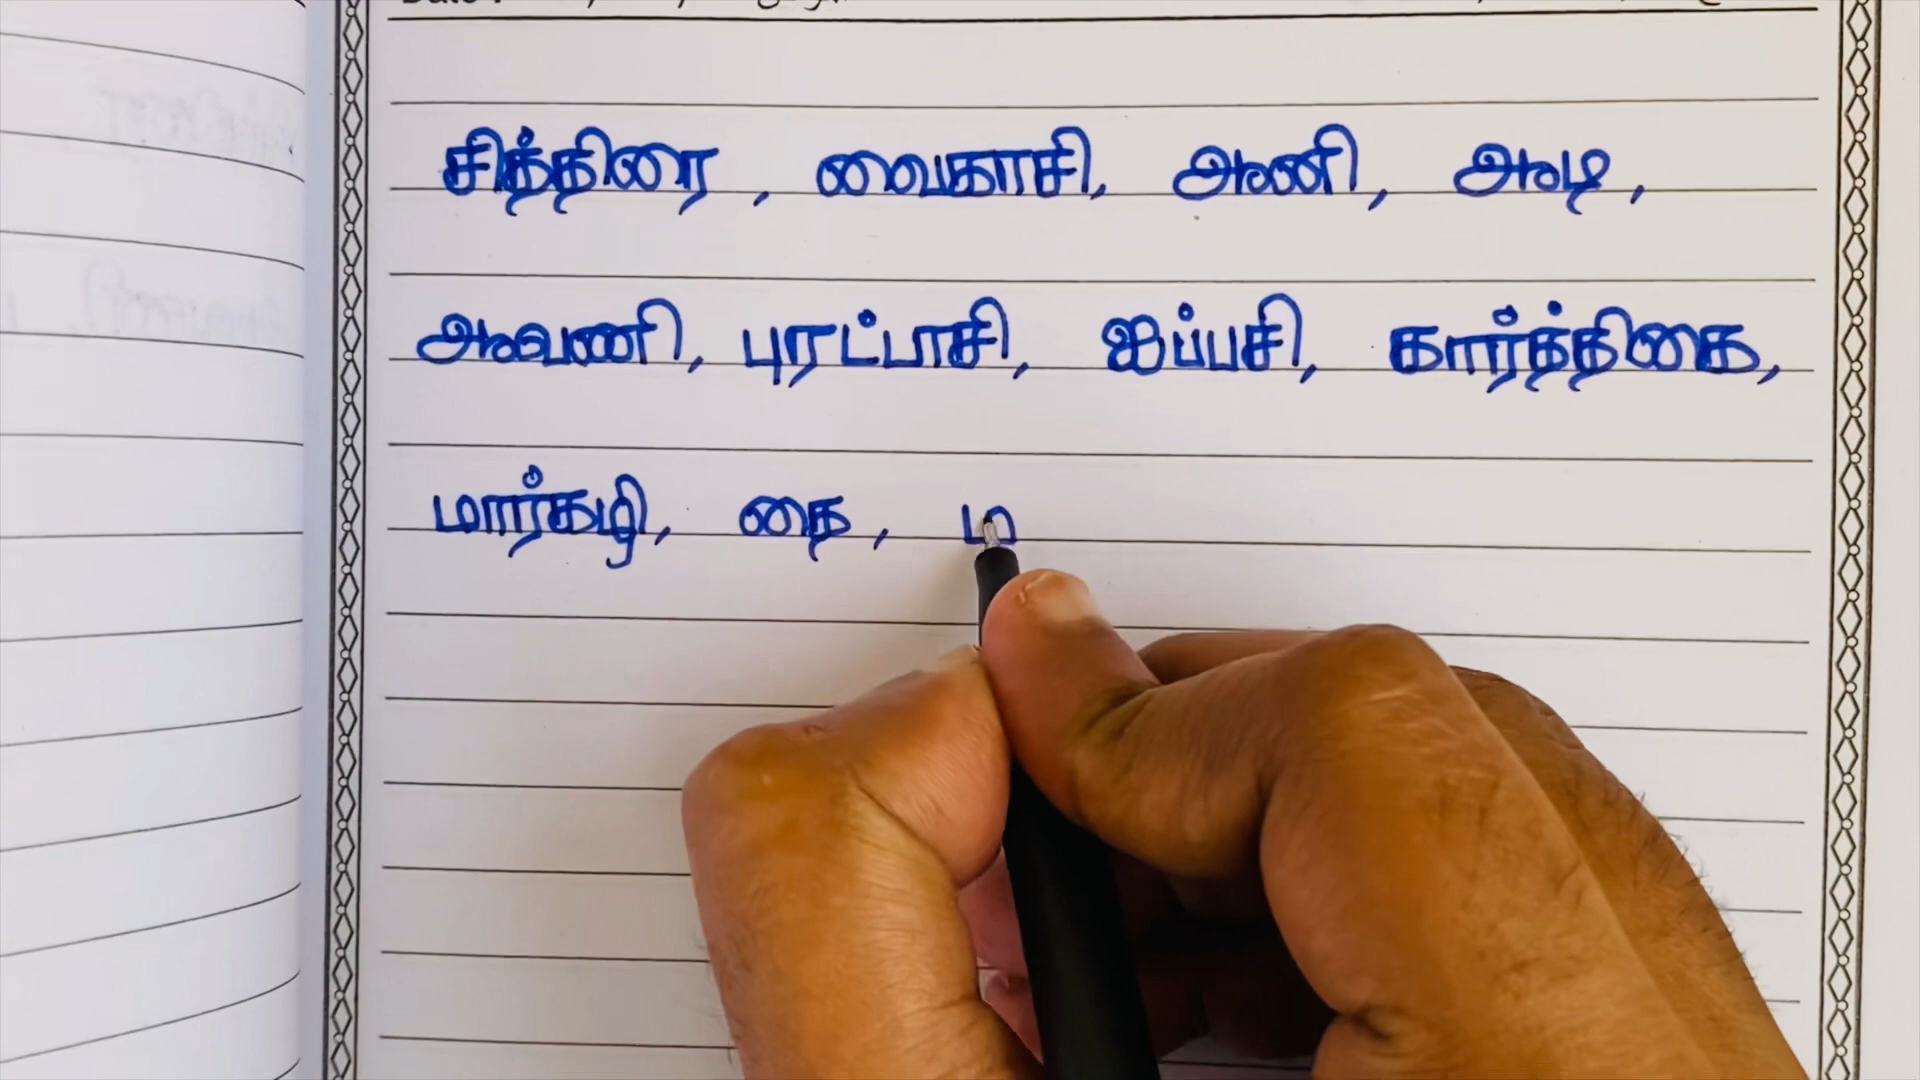 சித்திரை, வைகாசி, ஆனி, ஆடி,
ஆவணி, புரட்டாசி, ஐப்பசி, கார்த்திகை,
மார்கழி, தை, ம